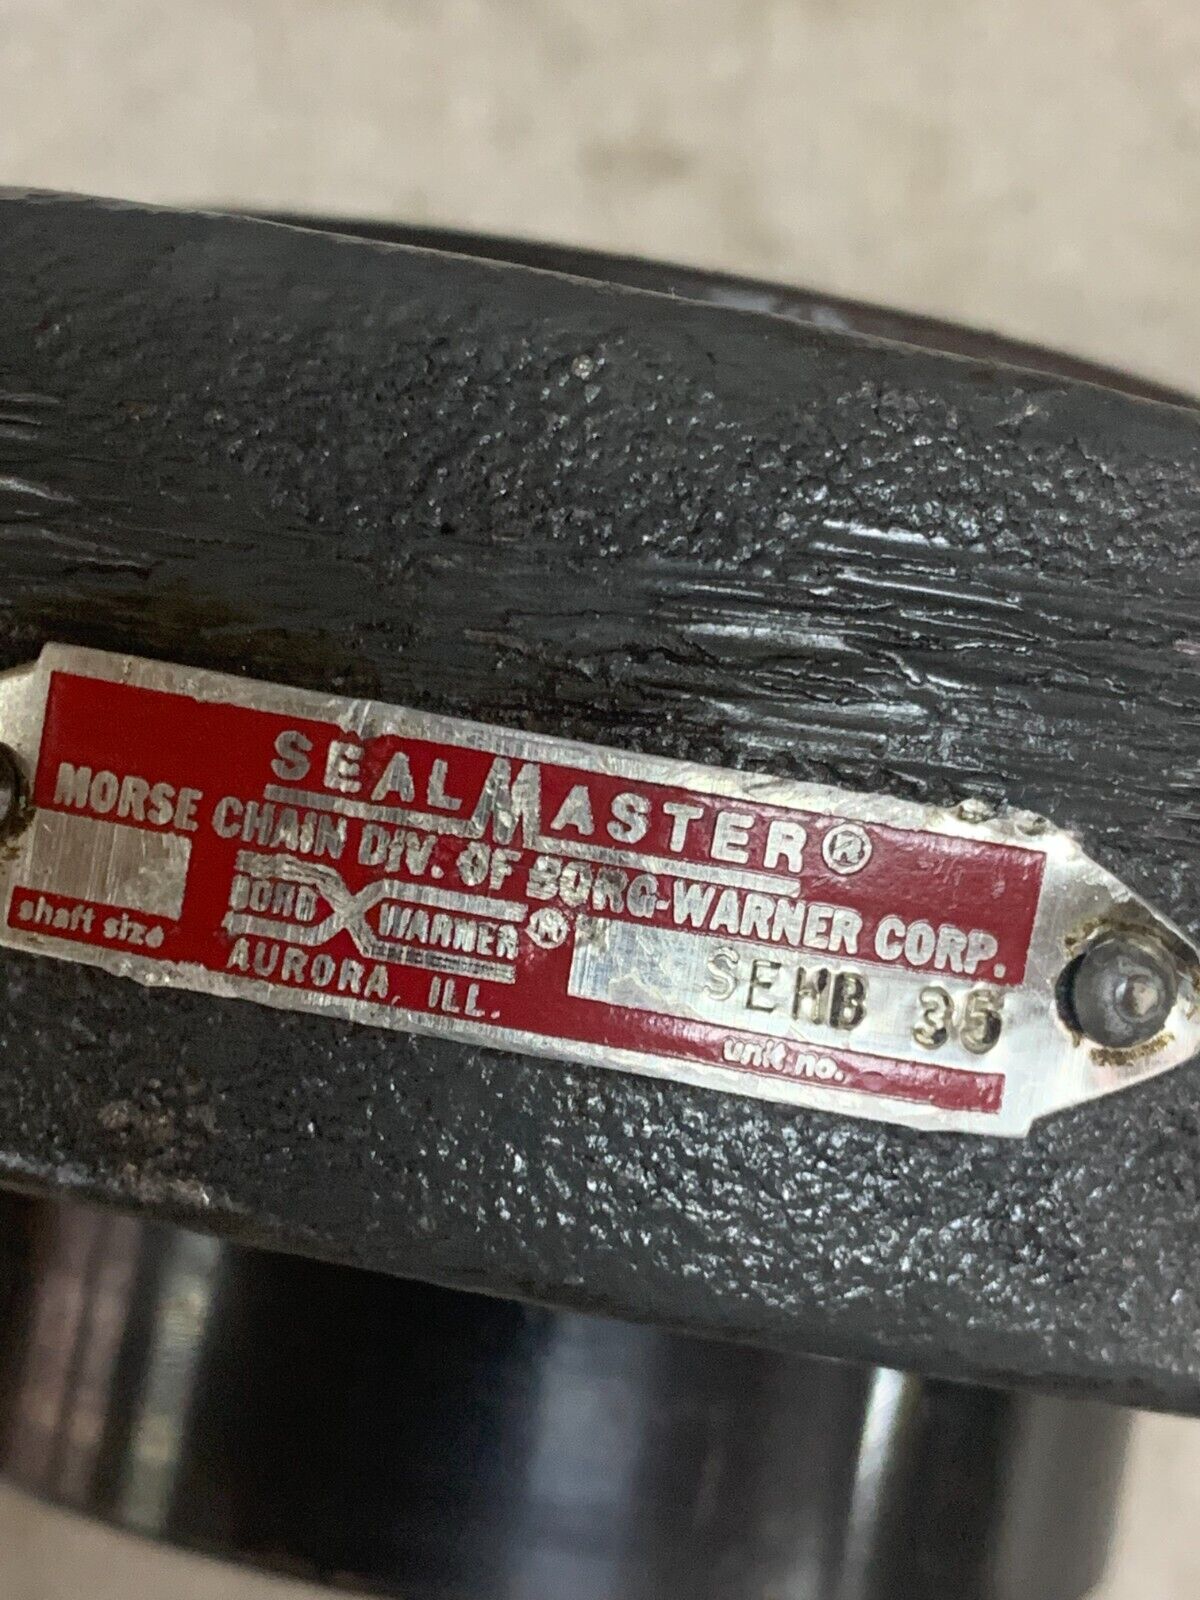 SEALMASTER®
MORSE CHAIN DIV. OF BORG-WARNER CORP.
shaft size
BORG WARNER ®
AURORA, ILL.
SEHB 35
unit no.